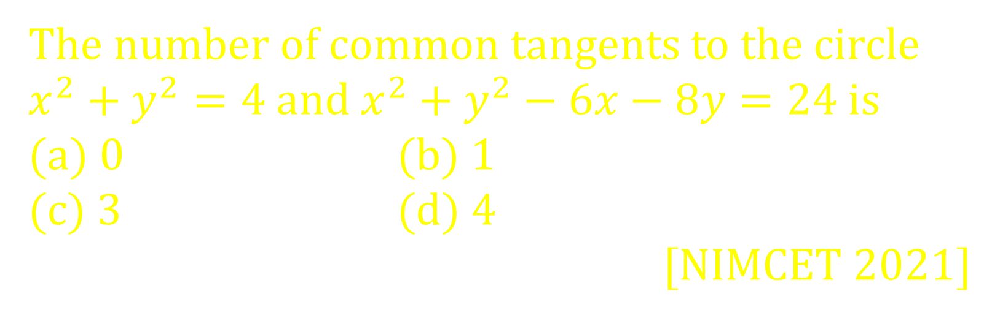 The number of common tangents to the circle
x² + y² = 4 and x² + y² − 6x − 8y = 24 is
(a) 0 (b) 1
(c) 3 (d) 4
[NIMCET 2021]